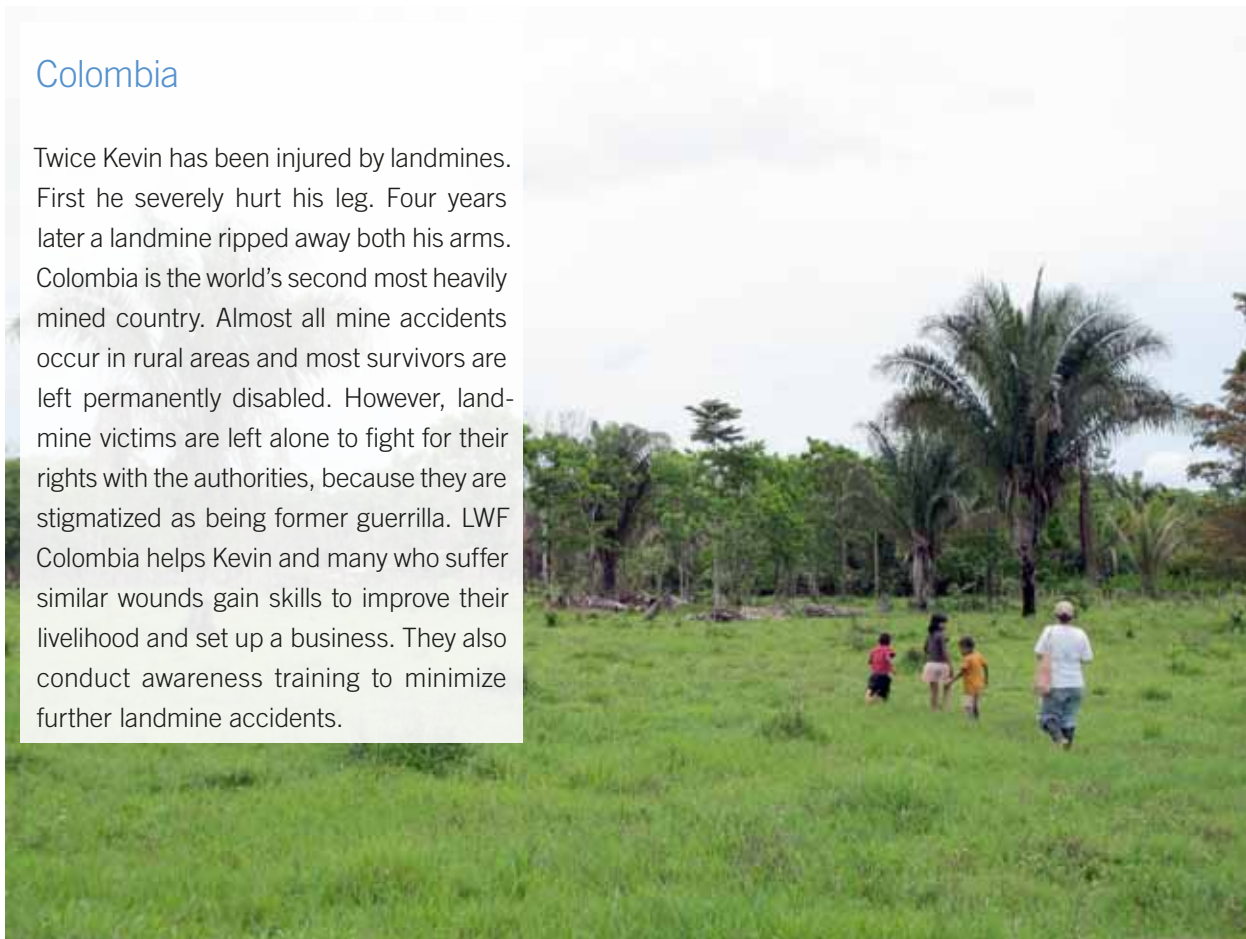 Colombia
Twice Kevin has been injured by landmines.
First he severely hurt his leg. Four years
later a landmine ripped away both his arms.
Colombia is the world's second most heavily
mined country. Almost all mine accidents
occur in rural areas and most survivors are
left permanently disabled. However, land-
mine victims are left alone to fight for their
rights with the authorities, because they are
stigmatized as being former guerrilla. LWF
Colombia helps Kevin and many who suffer
similar wounds gain skills to improve their
livelihood and set up a business. They also
conduct awareness training to minimize
further landmine accidents.